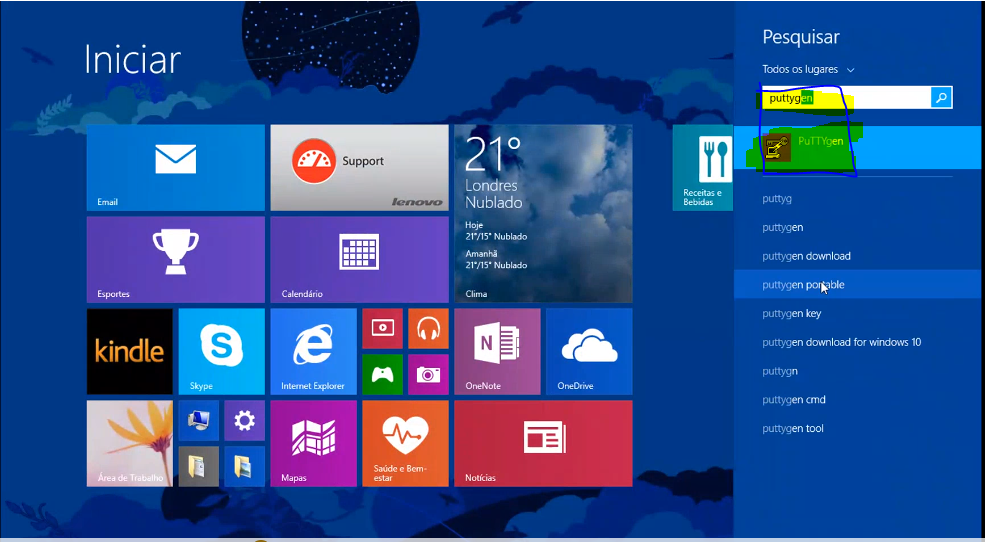 Iniciar
Pesquisar
Todos os lugares
puttygen
PuTTYgen
puttyg
puttygen
puttygen download
puttygen portable
puttygen key
puttygen download for windows 10
puttygn
puttygen cmd
puttygen tool
Email
Support
lenovo
21°
Londres
Nublado
Hoje
21°/15° Nublado
Amanhã
21°/15° Nublado
Clima
Receitas e
Bebidas
Esportes
Calendário
kindle
Skype
Internet Explorer
N
OneNote
OneDrive
Área de Trabalho
Mapas
Saúde e Bem-
estar
Notícias